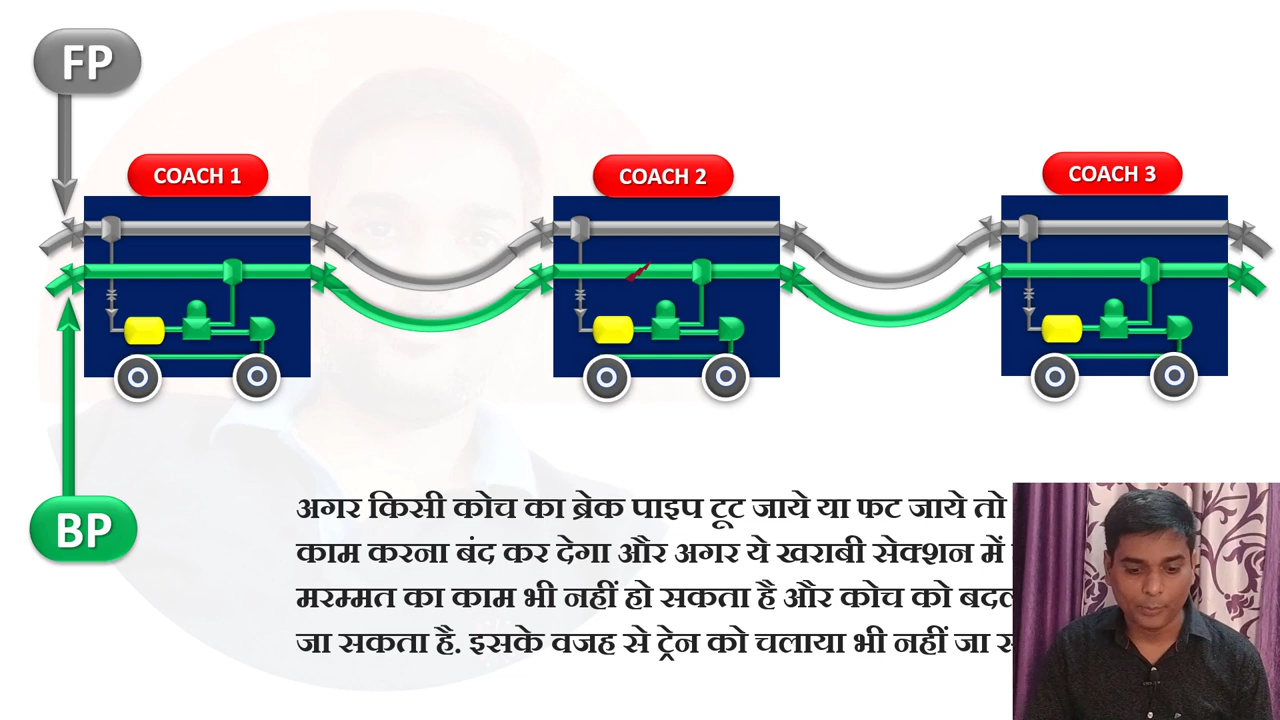 FP
COACH 1
COACH 2
COACH 3
BP
अगर किसी कोच का ब्रेक पाइप टूट जाये या फट जाये तो
काम करना बंद कर देगा और अगर ये खराबी सेक्शन में
मरम्मत का काम भी नहीं हो सकता है और कोच को
जा सकता है. इसके वजह से ट्रेन को चलाया भी नहीं जा